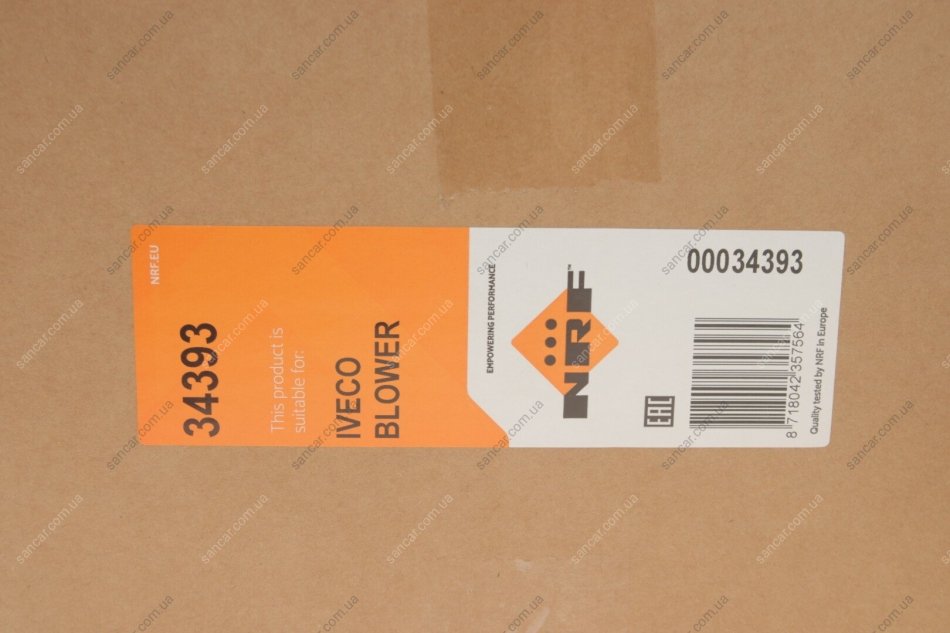 NRF.EU
34393
This product is
suitable for:
IVECO
BLOWER
EMPOWERING PERFORMANCE
NRF™
EAC
00034393
8 718042 357564
Quality tested by NRF in Europe
sancar.com.ua